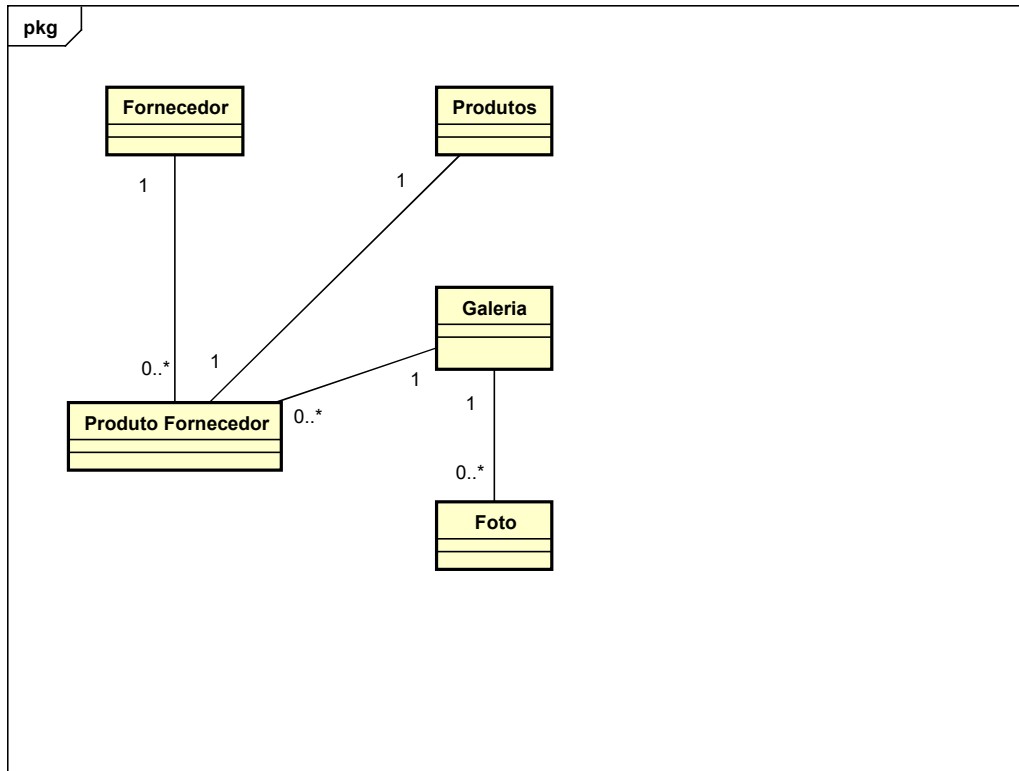 pkg
Fornecedor
Produtos
1
1
Galeria
0..*
1
1
0..*
1
Produto Fornecedor
0..*
Foto